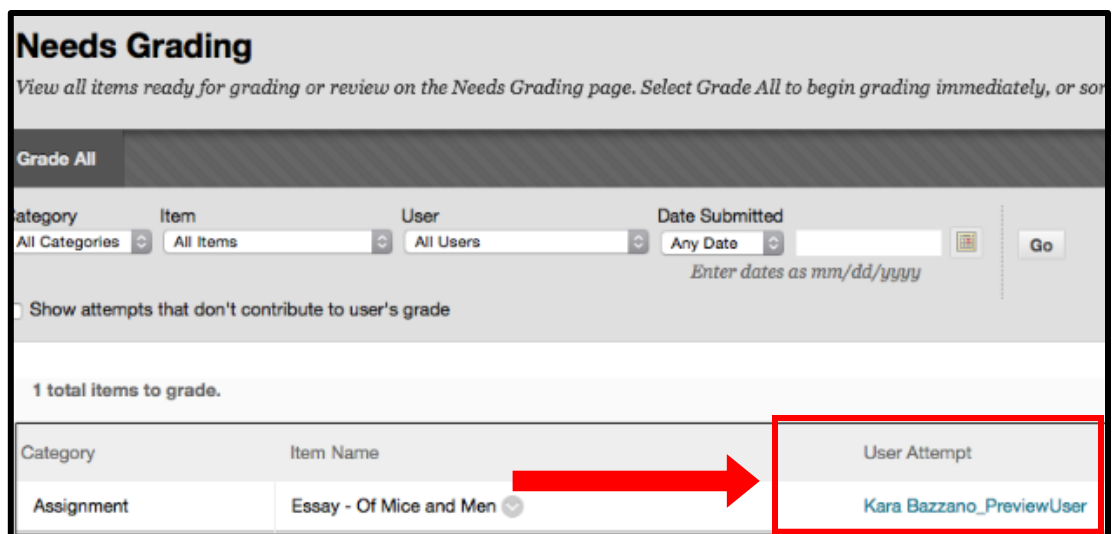 Needs Grading
View all items ready for grading or review on the Needs Grading page. Select Grade All to begin grading immediately, or
Grade All
Item User Date Submitted
All Categories All Items All Users Any Date Go
Enter dates as mm/dd/yyyy
Show attempts that don't contribute to user's grade
1 total items to grade.
Category Item Name User Attempt
Assignment Essay - Of Mice and Men Kara Bazzano_PreviewUser